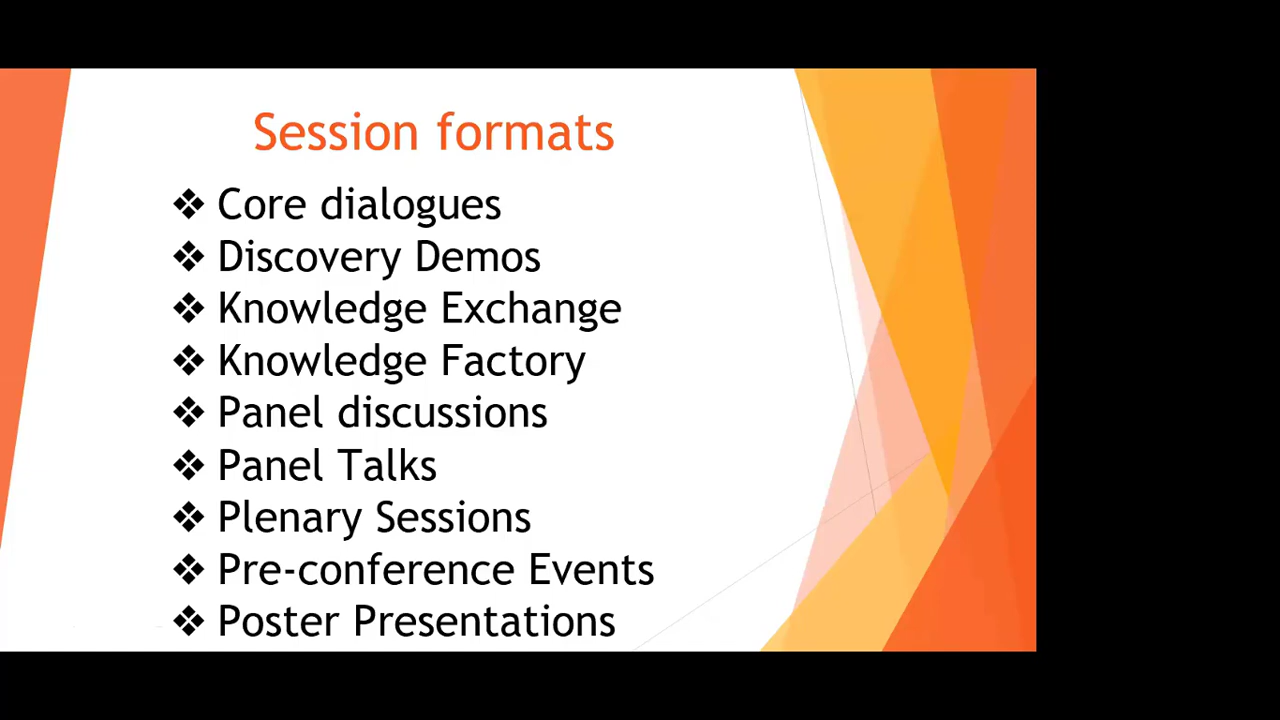 Session formats
❖ Core dialogues
❖ Discovery Demos
❖ Knowledge Exchange
❖ Knowledge Factory
❖ Panel discussions
❖ Panel Talks
❖ Plenary Sessions
❖ Pre-conference Events
❖ Poster Presentations